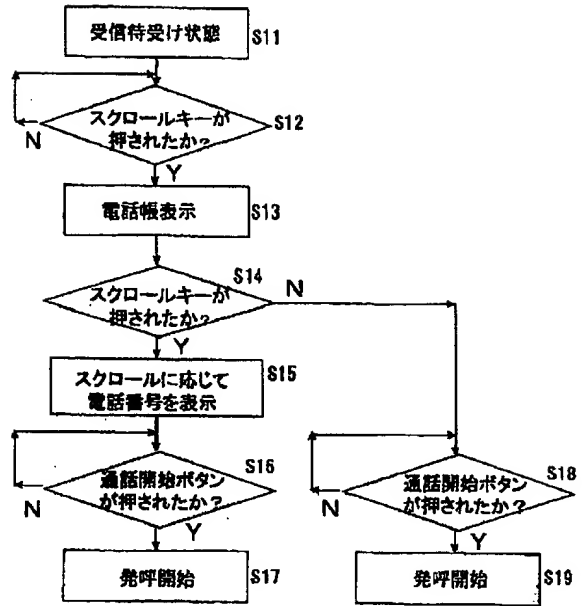 受信待受け状態
S11
スクロールキーが
押されたか?
S12
N
Y
電話帳表示
S13
S14
スクロールキーが
押されたか?
N
Y
スクロールに応じて
電話番号を表示
S15
通話開始ボタン
が押されたか?
S16
N
Y
発呼開始
S17
通話開始ボタン
が押されたか?
S18
N
Y
発呼開始
S19